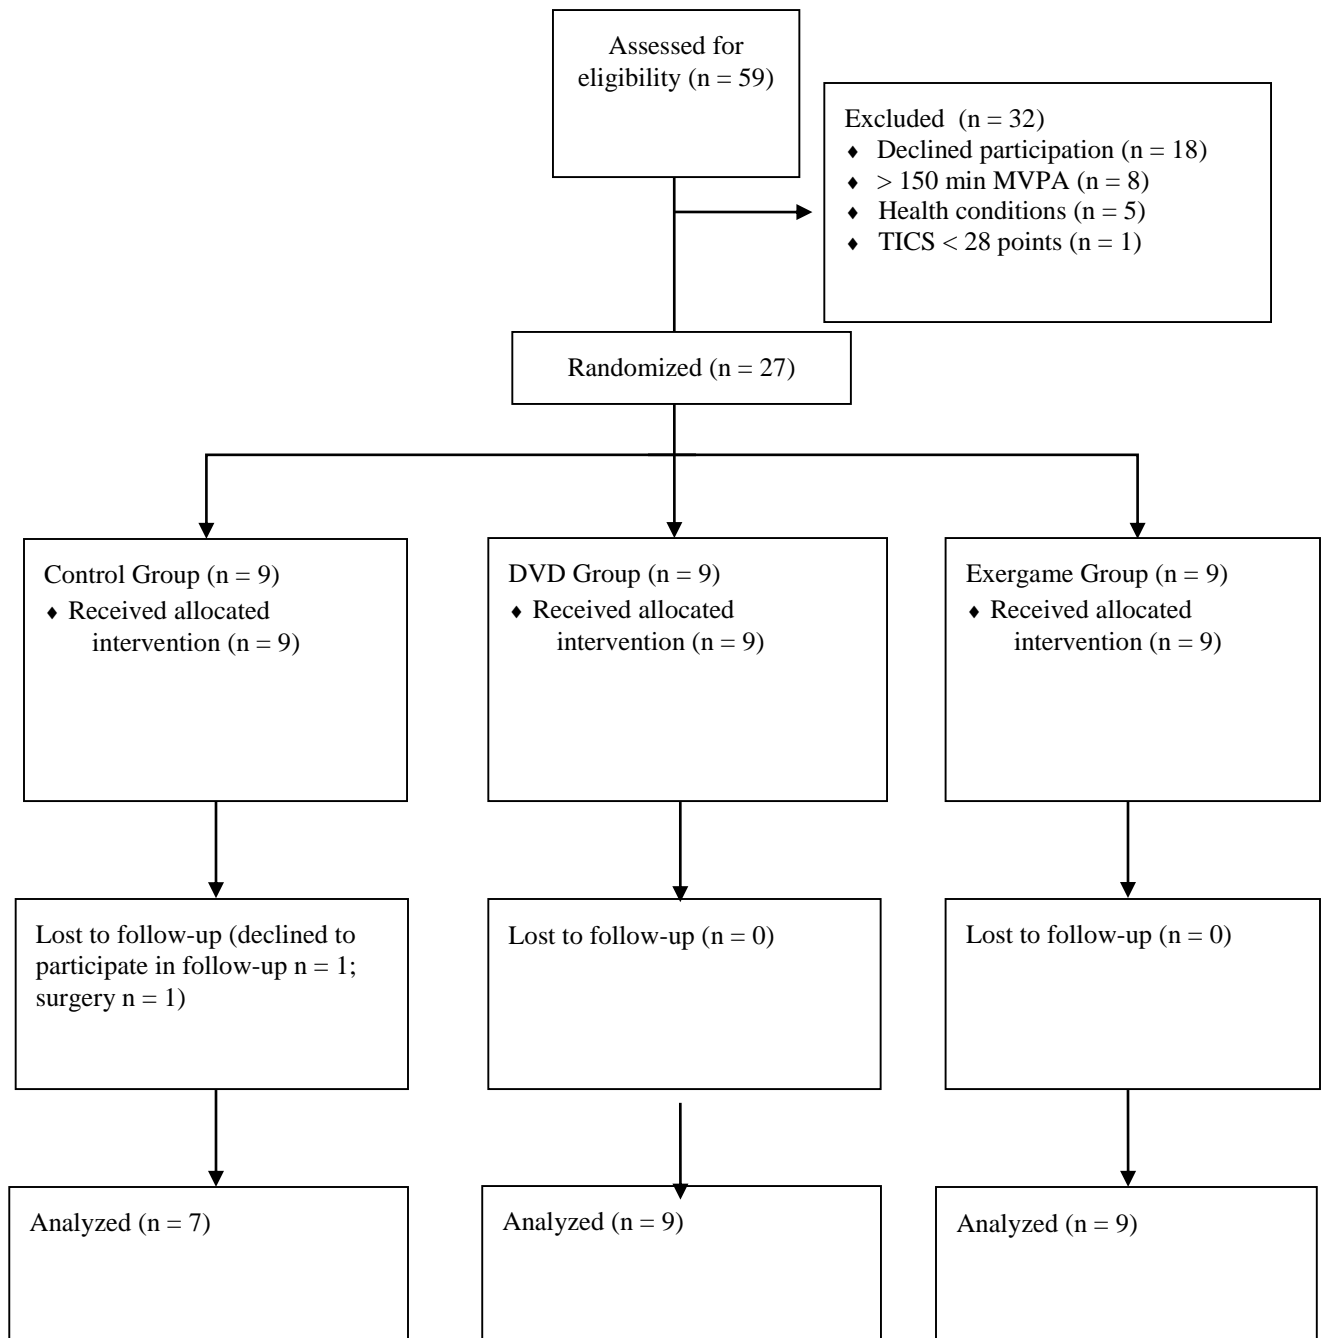 Assessed for
eligibility (n = 59)
Excluded  (n = 32)
♦ Declined participation (n = 18)
♦ > 150 min MVPA (n = 8)
♦ Health conditions (n = 5)
♦ TICS < 28 points (n = 1)
Randomized (n = 27)
Control Group (n = 9)
♦ Received allocated
intervention (n = 9)
DVD Group (n = 9)
♦ Received allocated
intervention (n = 9)
Exergame Group (n = 9)
♦ Received allocated
intervention (n = 9)
Lost to follow-up (declined to
participate in follow-up n = 1;
surgery n = 1)
Lost to follow-up (n = 0)
Lost to follow-up (n = 0)
Analyzed (n = 7)
Analyzed (n = 9)
Analyzed (n = 9)